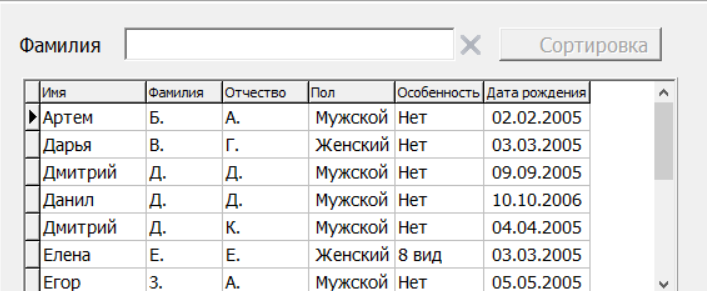 Фамилия Сортировка
Имя Фамилия Отчество Пол Особенность Дата рождения
Артем Б. А. Мужской Нет 02.02.2005
Дарья В. Г. Женский Нет 03.03.2005
Дмитрий Д. Д. Мужской Нет 09.09.2005
Данил Д. Д. Мужской Нет 10.10.2006
Дмитрий Д. К. Мужской Нет 04.04.2005
Елена Е. Е. Женский 8 вид 03.03.2005
Егор З. А. Мужской Нет 05.05.2005